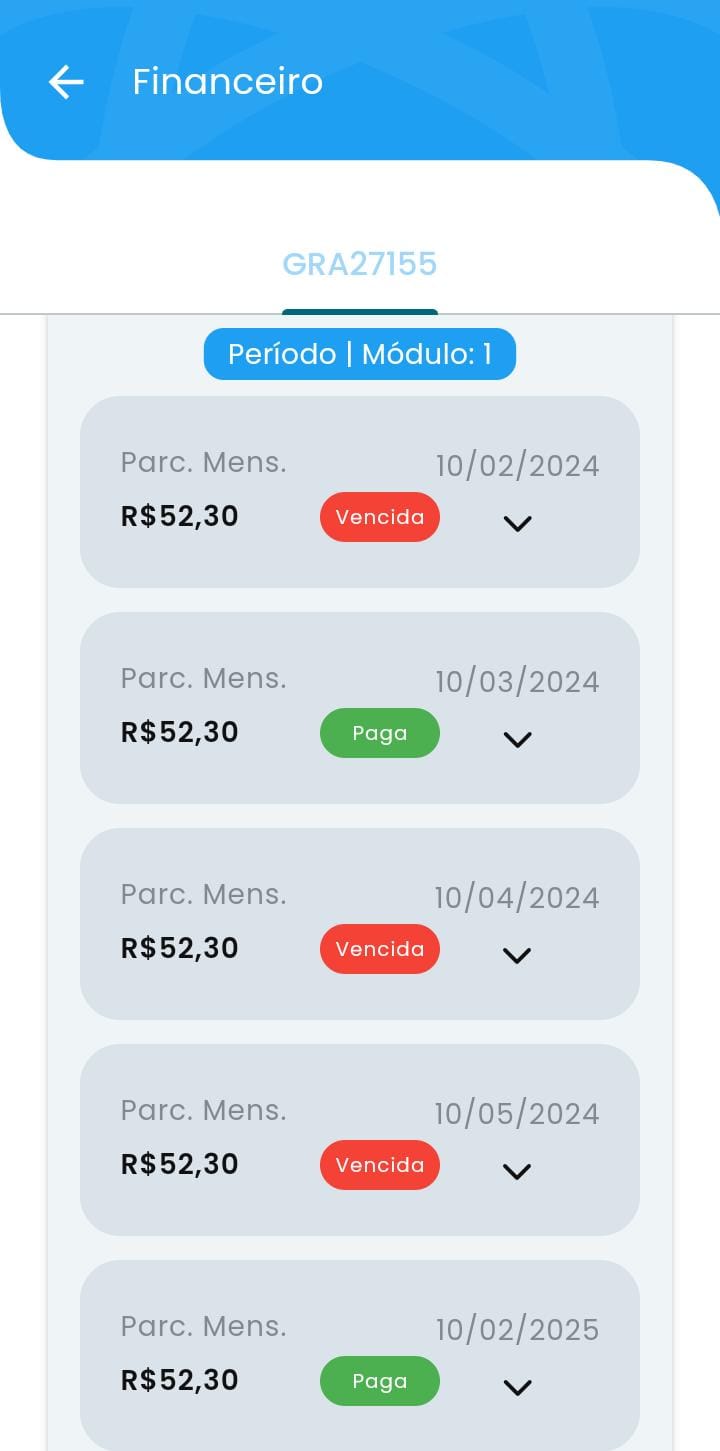 Financeiro
GRA27155
Período | Módulo: 1
Parc. Mens. 10/02/2024
R$52,30 Vencida
Parc. Mens. 10/03/2024
R$52,30 Paga
Parc. Mens. 10/04/2024
R$52,30 Vencida
Parc. Mens. 10/05/2024
R$52,30 Vencida
Parc. Mens. 10/02/2025
R$52,30 Paga